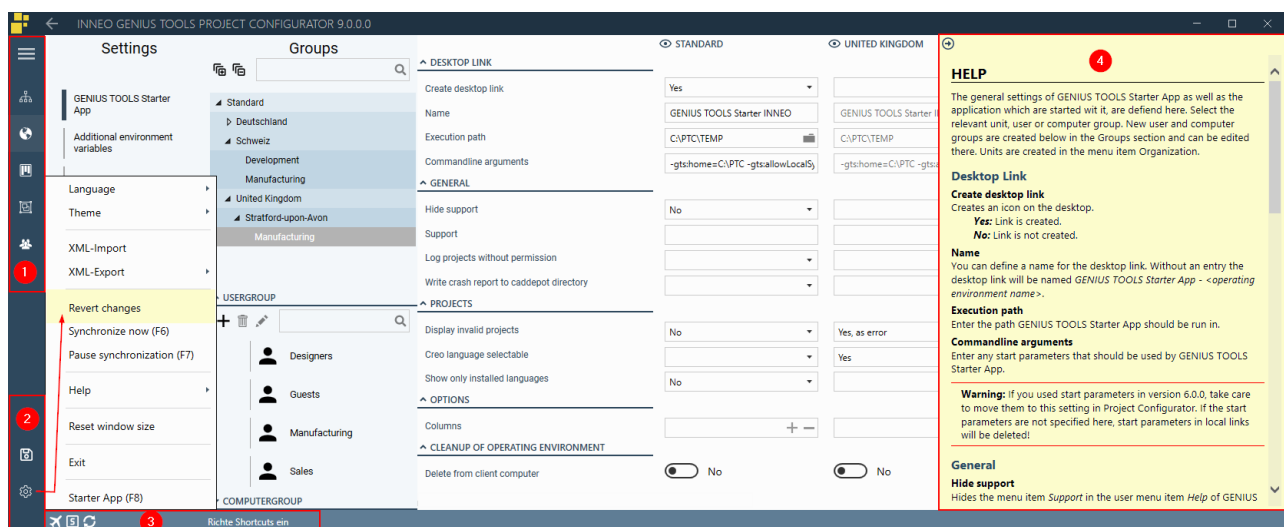 INNEO GENIUS TOOLS PROJECT CONFIGURATOR 9.0.0.0
Settings
GENIUS TOOLS Starter
App
Additional environment
variables
1
2
Language
Theme
XML-Import
XML-Export
Revert changes
Synchronize now (F6)
Pause synchronization (F7)
Help
Reset window size
Exit
Starter App (F8)
Groups
Standard
Deutschland
Schweiz
Development
Manufacturing
United Kingdom
Stratford-upon-Avon
Manufacturing
USERGROUP
Designers
Guests
Manufacturing
Sales
COMPUTERGROUP
STANDARD UNITED KINGDOM
DESKTOP LINK
Create desktop link Yes
Name GENIUS TOOLS Starter INNEO GENIUS TOOLS Starter
Execution path C:\PTC\TEMP C:\PTC\TEMP
Commandline arguments -gts:home=C:\PTC -gts:allowLocalSy -gts:home=C:\PTC -gts:a
GENERAL
Hide support No
Support
Log projects without permission
Write crash report to caddepot directory
PROJECTS
Display invalid projects No Yes, as error
Creo language selectable Yes
Show only installed languages No
OPTIONS
Columns
CLEANUP OF OPERATING ENVIRONMENT
Delete from client computer No No
4
HELP
The general settings of GENIUS TOOLS Starter App as well as the
application which are started wit it, are defiend here. Select the
relevant unit, user or computer group. New user and computer
groups are created below in the Groups section and can be edited
there. Units are created in the menu item Organization.
Desktop Link
Create desktop link
Creates an icon on the desktop.
Yes: Link is created.
No: Link is not created.
Name
You can define a name for the desktop link. Without an entry the
desktop link will be named GENIUS TOOLS Starter App - <operating
environment name>.
Execution path
Enter the path GENIUS TOOLS Starter App should be run in.
Commandline arguments
Enter any start parameters that should be used by GENIUS TOOLS
Starter App.
Warning: If you used start parameters in version 6.0.0, take care
to move them to this setting in Project Configurator. If the start
parameters are not specified here, start parameters in local links
will be deleted!
General
Hide support
Hides the menu item Support in the user menu item Help of GENIUS
S
3
Richte Shortcuts ein